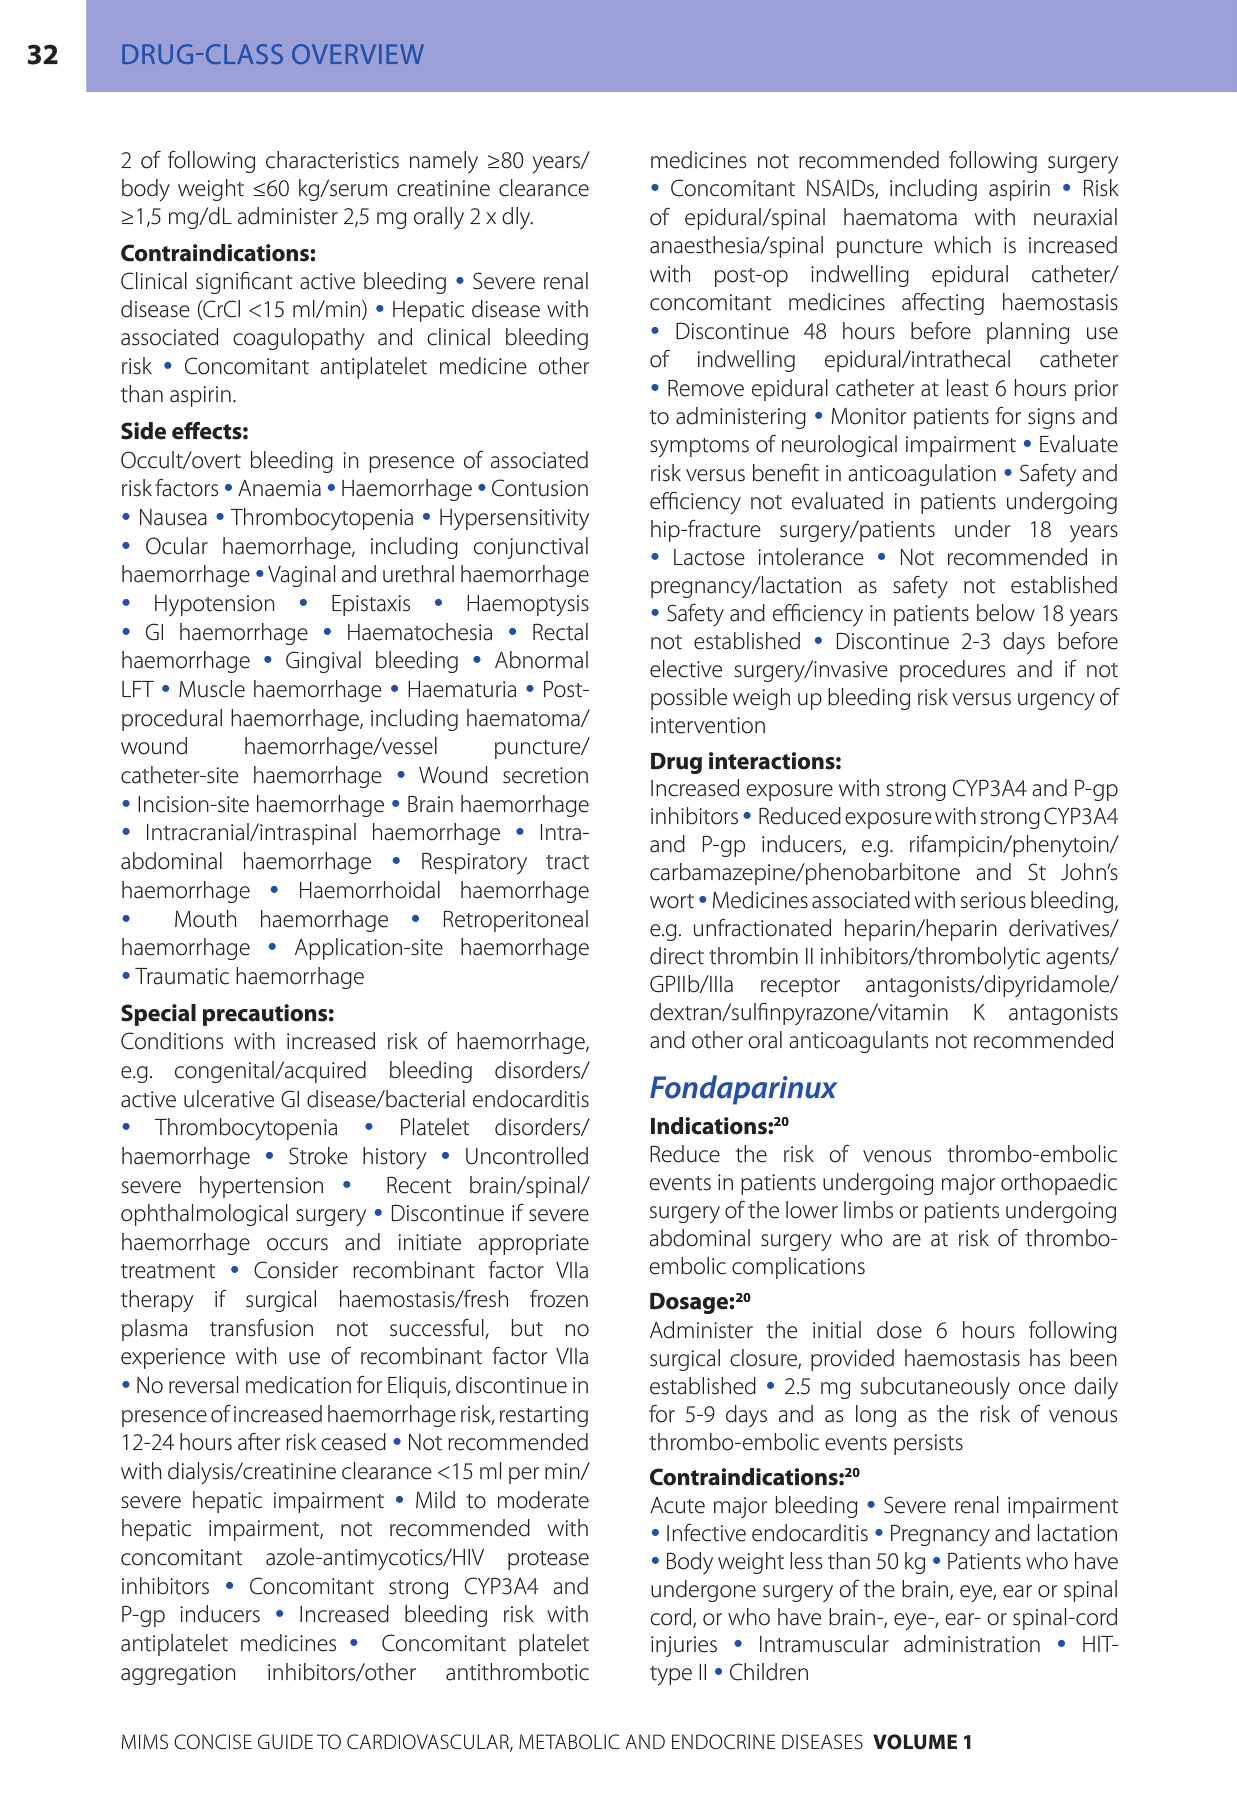 32
DRUG-CLASS OVERVIEW
2 of following characteristics namely ≥80 years/
body weight ≤60 kg/serum creatinine clearance
≥1,5 mg/dL administer 2,5 mg orally 2 x dly.
Contraindications:
Clinical significant active bleeding • Severe renal
disease (CrCl <15 ml/min) • Hepatic disease with
associated coagulopathy and clinical bleeding
risk • Concomitant antiplatelet medicine other
than aspirin.
Side effects:
Occult/overt bleeding in presence of associated
risk factors • Anaemia • Haemorrhage • Contusion
• Nausea • Thrombocytopenia • Hypersensitivity
• Ocular haemorrhage, including conjunctival
haemorrhage • Vaginal and urethral haemorrhage
• Hypotension • Epistaxis • Haemoptysis
• GI haemorrhage • Haematochesia • Rectal
haemorrhage • Gingival bleeding • Abnormal
LFT • Muscle haemorrhage • Haematuria • Post-
procedural haemorrhage, including haematoma/
wound haemorrhage/vessel puncture/
catheter-site haemorrhage • Wound secretion
• Incision-site haemorrhage • Brain haemorrhage
• Intracranial/intraspinal haemorrhage • Intra-
abdominal haemorrhage • Respiratory tract
haemorrhage • Haemorrhoidal haemorrhage
• Mouth haemorrhage • Retroperitoneal
haemorrhage • Application-site haemorrhage
• Traumatic haemorrhage
Special precautions:
Conditions with increased risk of haemorrhage,
e.g. congenital/acquired bleeding disorders/
active ulcerative GI disease/bacterial endocarditis
• Thrombocytopenia • Platelet disorders/
haemorrhage • Stroke history • Uncontrolled
severe hypertension • Recent brain/spinal/
ophthalmological surgery • Discontinue if severe
haemorrhage occurs and initiate appropriate
treatment • Consider recombinant factor VIIa
therapy if surgical haemostasis/fresh frozen
plasma transfusion not successful, but no
experience with use of recombinant factor VIIa
• No reversal medication for Eliquis, discontinue in
presence of increased haemorrhage risk, restarting
12-24 hours after risk ceased • Not recommended
with dialysis/creatinine clearance <15 ml per min/
severe hepatic impairment • Mild to moderate
hepatic impairment, not recommended with
concomitant azole-antimycotics/HIV protease
inhibitors • Concomitant strong CYP3A4 and
P-gp inducers • Increased bleeding risk with
antiplatelet medicines • Concomitant platelet
aggregation inhibitors/other antithrombotic
medicines not recommended following surgery
• Concomitant NSAIDs, including aspirin • Risk
of epidural/spinal haematoma with neuraxial
anaesthesia/spinal puncture which is increased
with post-op indwelling epidural catheter/
concomitant medicines affecting haemostasis
• Discontinue 48 hours before planning use
of indwelling epidural/intrathecal catheter
• Remove epidural catheter at least 6 hours prior
to administering • Monitor patients for signs and
symptoms of neurological impairment • Evaluate
risk versus benefit in anticoagulation • Safety and
efficiency not evaluated in patients undergoing
hip-fracture surgery/patients under 18 years
• Lactose intolerance • Not recommended in
pregnancy/lactation as safety not established
• Safety and efficiency in patients below 18 years
not established • Discontinue 2-3 days before
elective surgery/invasive procedures and if not
possible weigh up bleeding risk versus urgency of
intervention
Drug interactions:
Increased exposure with strong CYP3A4 and P-gp
inhibitors • Reduced exposure with strong CYP3A4
and P-gp inducers, e.g. rifampicin/phenytoin/
carbamazepine/phenobarbitone and St John’s
wort • Medicines associated with serious bleeding,
e.g. unfractionated heparin/heparin derivatives/
direct thrombin II inhibitors/thrombolytic agents/
GPIIb/IIIa receptor antagonists/dipyridamole/
dextran/sulfinpyrazone/vitamin K antagonists
and other oral anticoagulants not recommended
Fondaparinux
Indications:²⁰
Reduce the risk of venous thrombo-embolic
events in patients undergoing major orthopaedic
surgery of the lower limbs or patients undergoing
abdominal surgery who are at risk of thrombo-
embolic complications
Dosage:²⁰
Administer the initial dose 6 hours following
surgical closure, provided haemostasis has been
established • 2.5 mg subcutaneously once daily
for 5-9 days and as long as the risk of venous
thrombo-embolic events persists
Contraindications:²⁰
Acute major bleeding • Severe renal impairment
• Infective endocarditis • Pregnancy and lactation
• Body weight less than 50 kg • Patients who have
undergone surgery of the brain, eye, ear or spinal
cord, or who have brain-, eye-, ear- or spinal-cord
injuries • Intramuscular administration • HIT-
type II • Children
MIMS CONCISE GUIDE TO CARDIOVASCULAR, METABOLIC AND ENDOCRINE DISEASES VOLUME 1